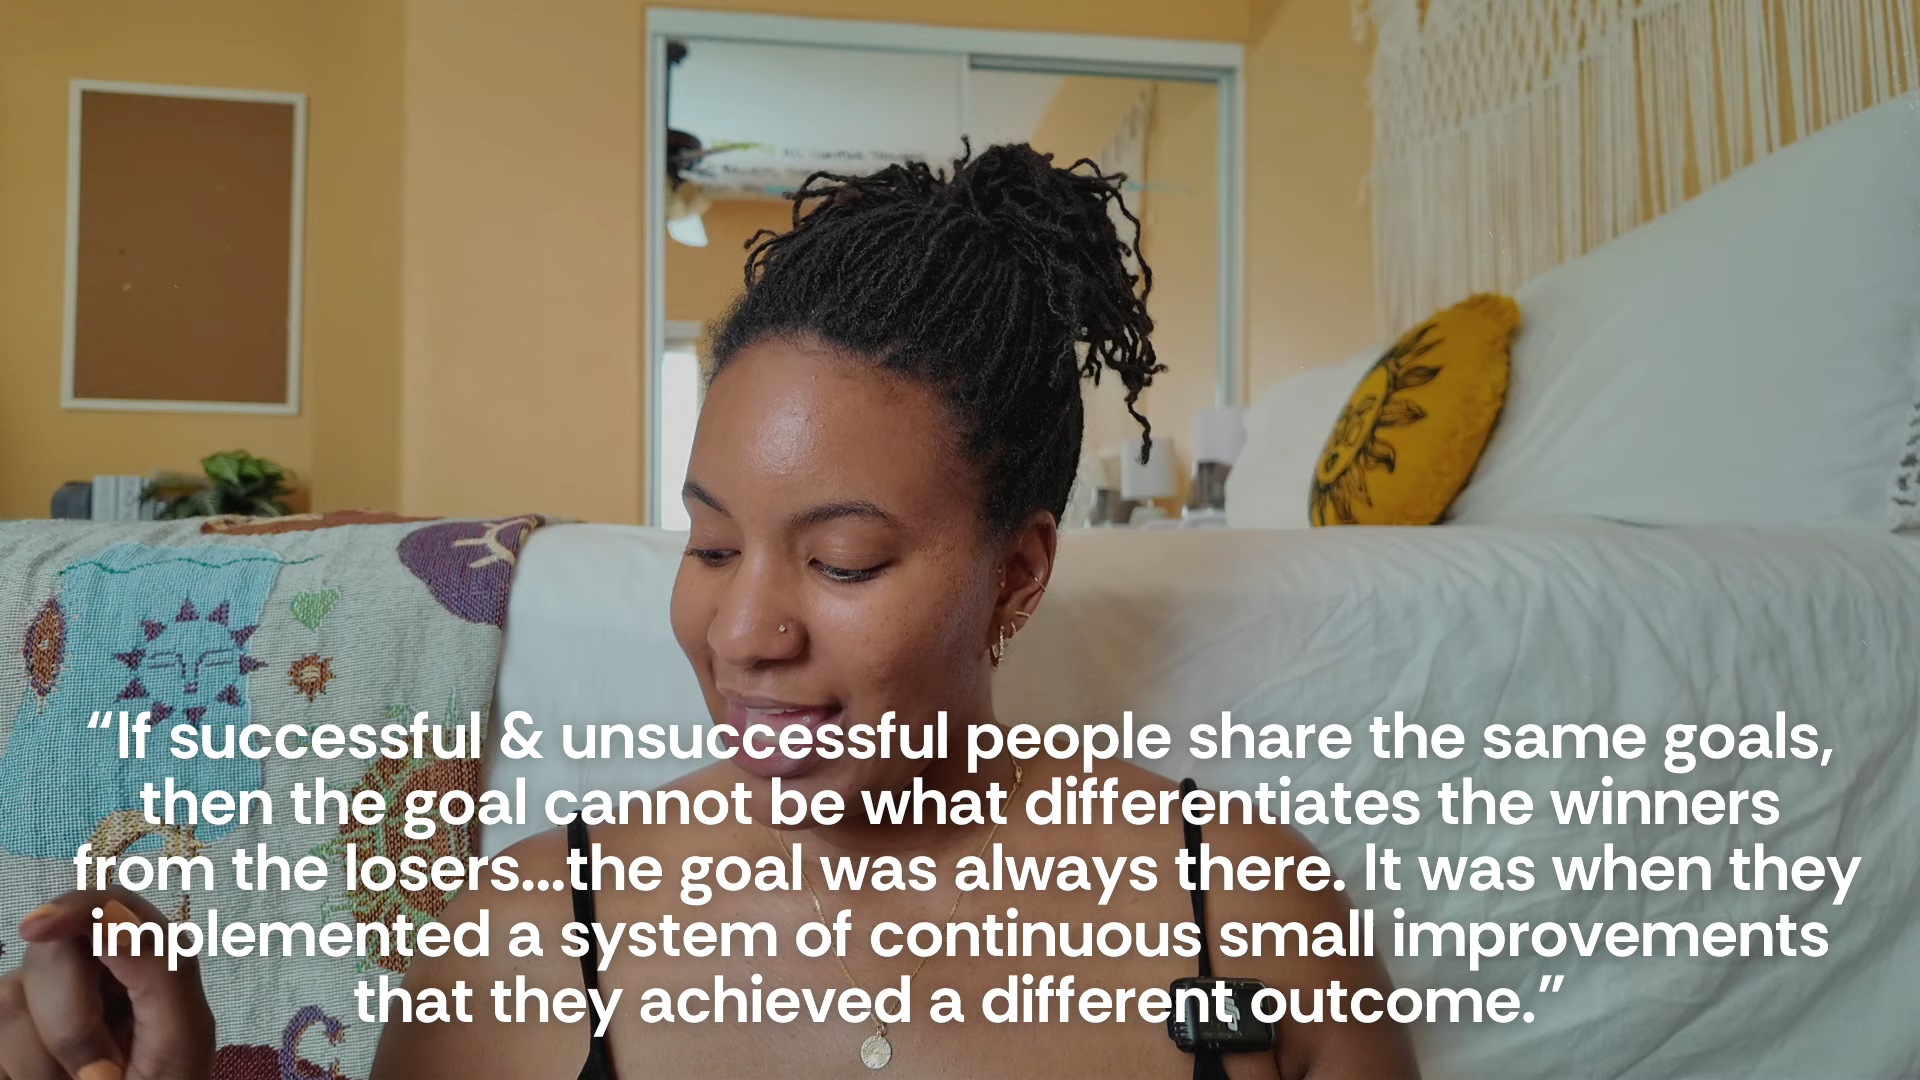 “If successful & unsuccessful people share the same goals,
then the goal cannot be what differentiates the winners
from the losers...the goal was always there. It was when they
implemented a system of continuous small improvements
that they achieved a different outcome.”